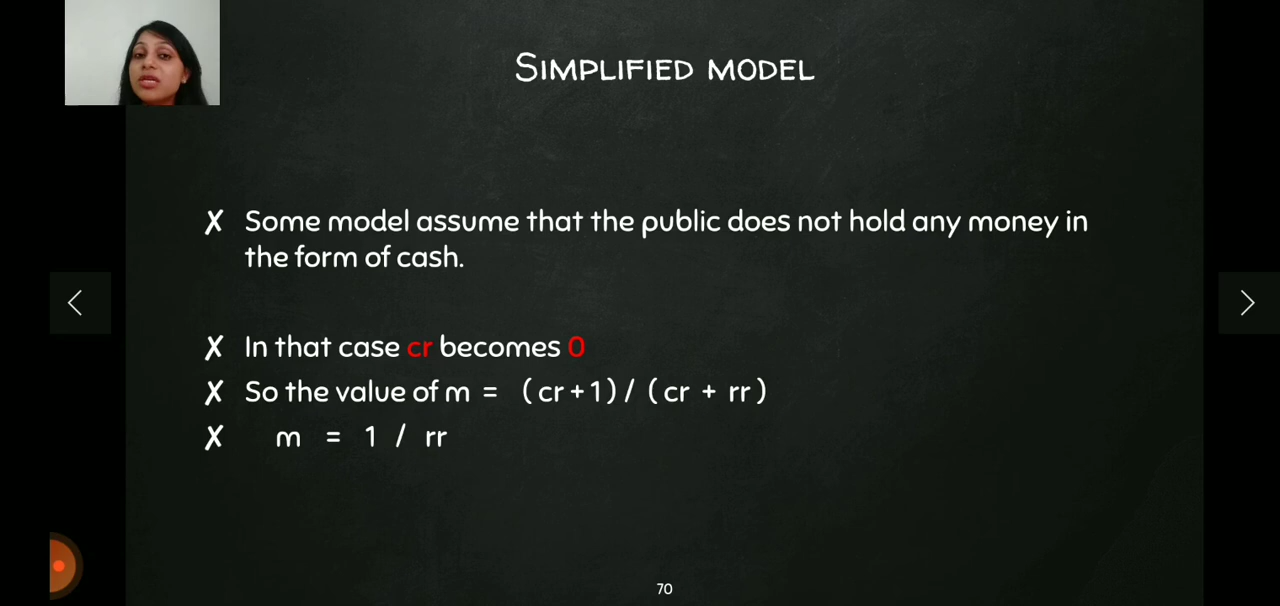 SIMPLIFIED MODEL
✗ Some model assume that the public does not hold any money in
the form of cash.
✗ In that case cr becomes 0
✗ So the value of m = (cr+1) / (cr + rr)
✗ m = 1 / rr
70